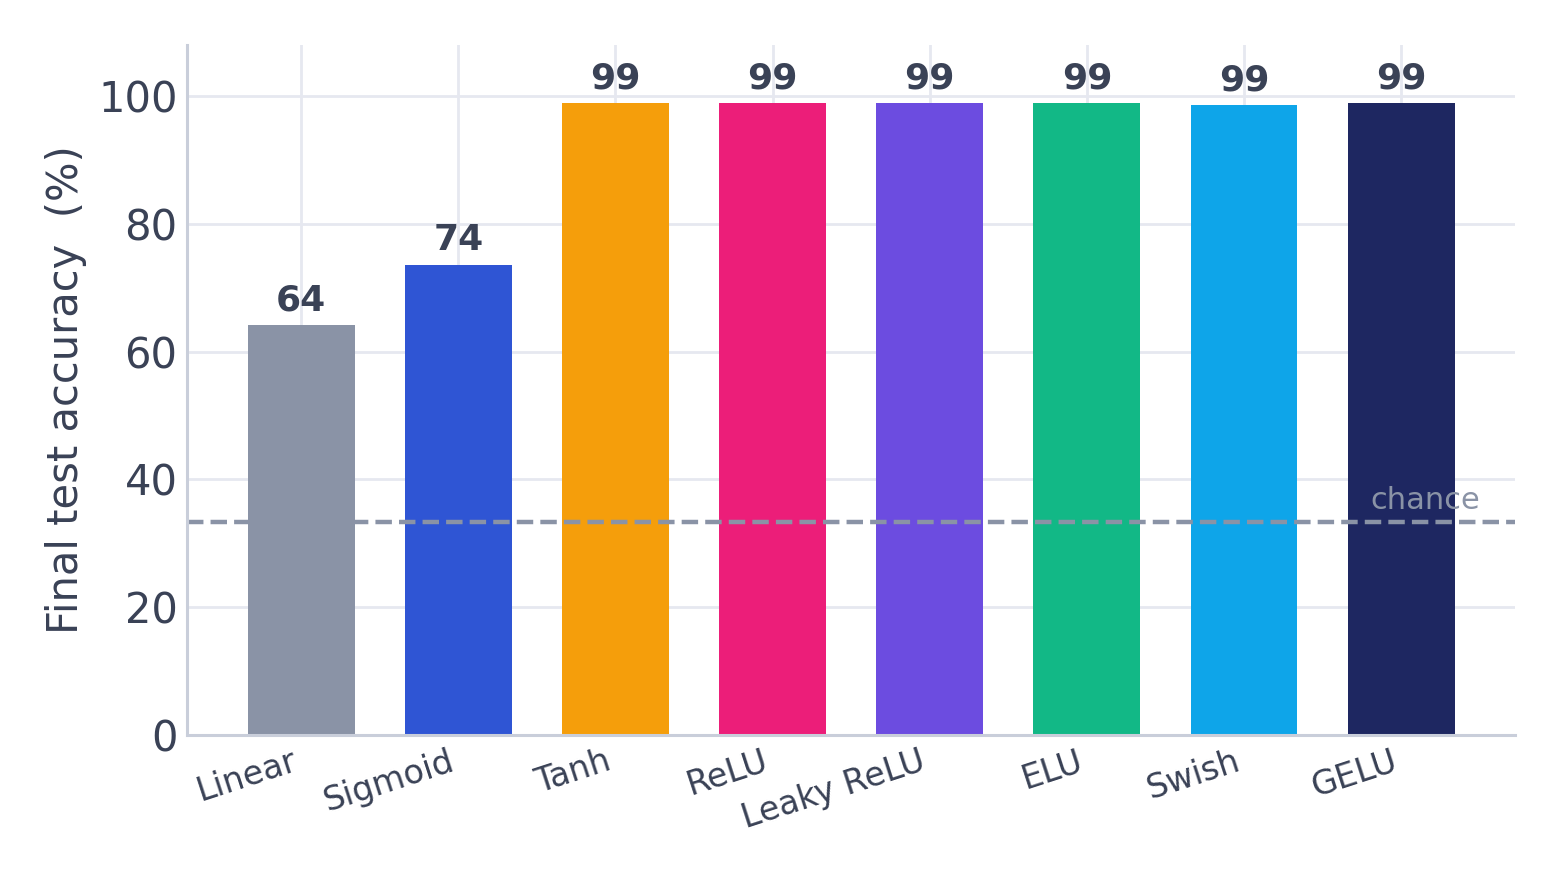 Final test accuracy (%)
100
80
60
40
20
0
64
74
99
99
99
99
99
99
chance
Linear
Sigmoid
Tanh
ReLU
Leaky ReLU
ELU
Swish
GELU